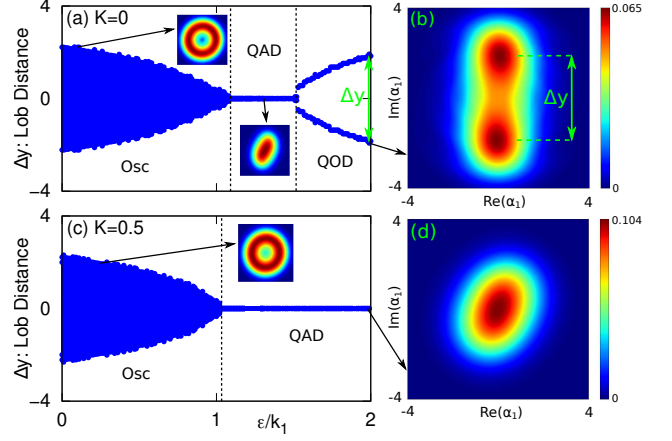 (a) K=0
QAD
Osc
QOD
Δy
Δy: Lob Distance
4
0
-4
(b)
Δy
Im(α₁)
Re(α₁)
4
-4
4
0.065
0
(c) K=0.5
Osc
QAD
Δy: Lob Distance
4
0
-4
0
1
2
ε/k₁
(d)
Im(α₁)
Re(α₁)
4
-4
4
0.104
0